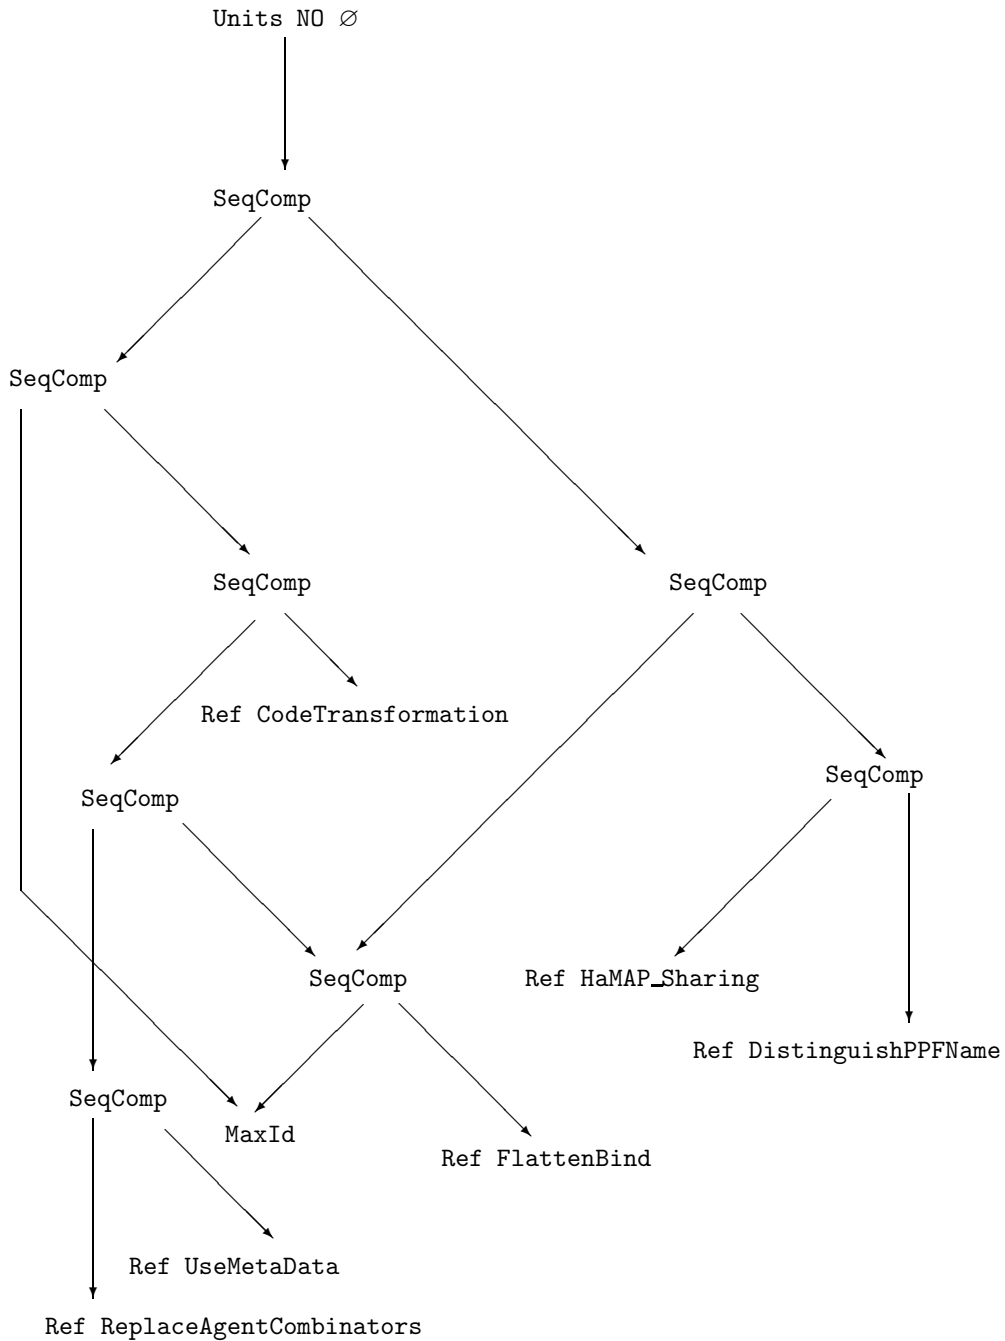 Units NO ∅
SeqComp
SeqComp
SeqComp
SeqComp
Ref CodeTransformation
SeqComp
SeqComp
SeqComp
Ref HaMAP_Sharing
Ref DistinguishPPFName
SeqComp
MaxId
Ref FlattenBind
Ref UseMetaData
Ref ReplaceAgentCombinators